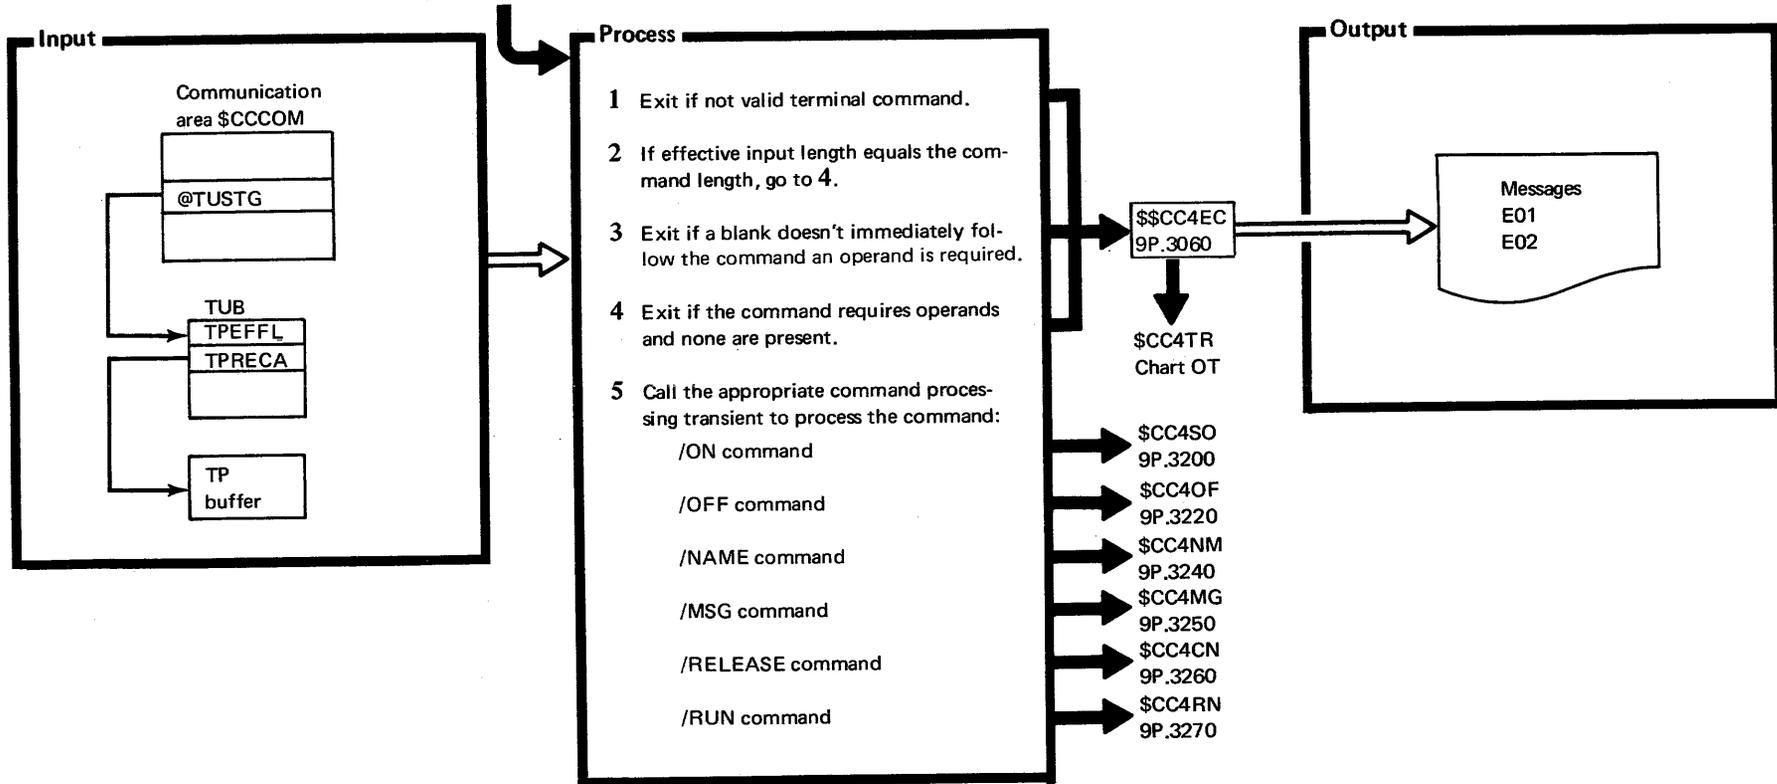 Input
Communication
area $CCCOM
@TUSTG
TUB
TPEFFL
TPRECA
TP
buffer
Process
1 Exit if not valid terminal command.
2 If effective input length equals the com-
mand length, go to 4.
3 Exit if a blank doesn't immediately fol-
low the command an operand is required.
4 Exit if the command requires operands
and none are present.
5 Call the appropriate command proces-
sing transient to process the command:
/ON command
/OFF command
/NAME command
/MSG command
/RELEASE command
/RUN command
$$CC4EC
9P.3060
$CC4TR
Chart OT
$CC4SO
9P.3200
$CC4OF
9P.3220
$CC4NM
9P.3240
$CC4MG
9P.3250
$CC4CN
9P.3260
$CC4RN
9P.3270
Output
Messages
E01
E02